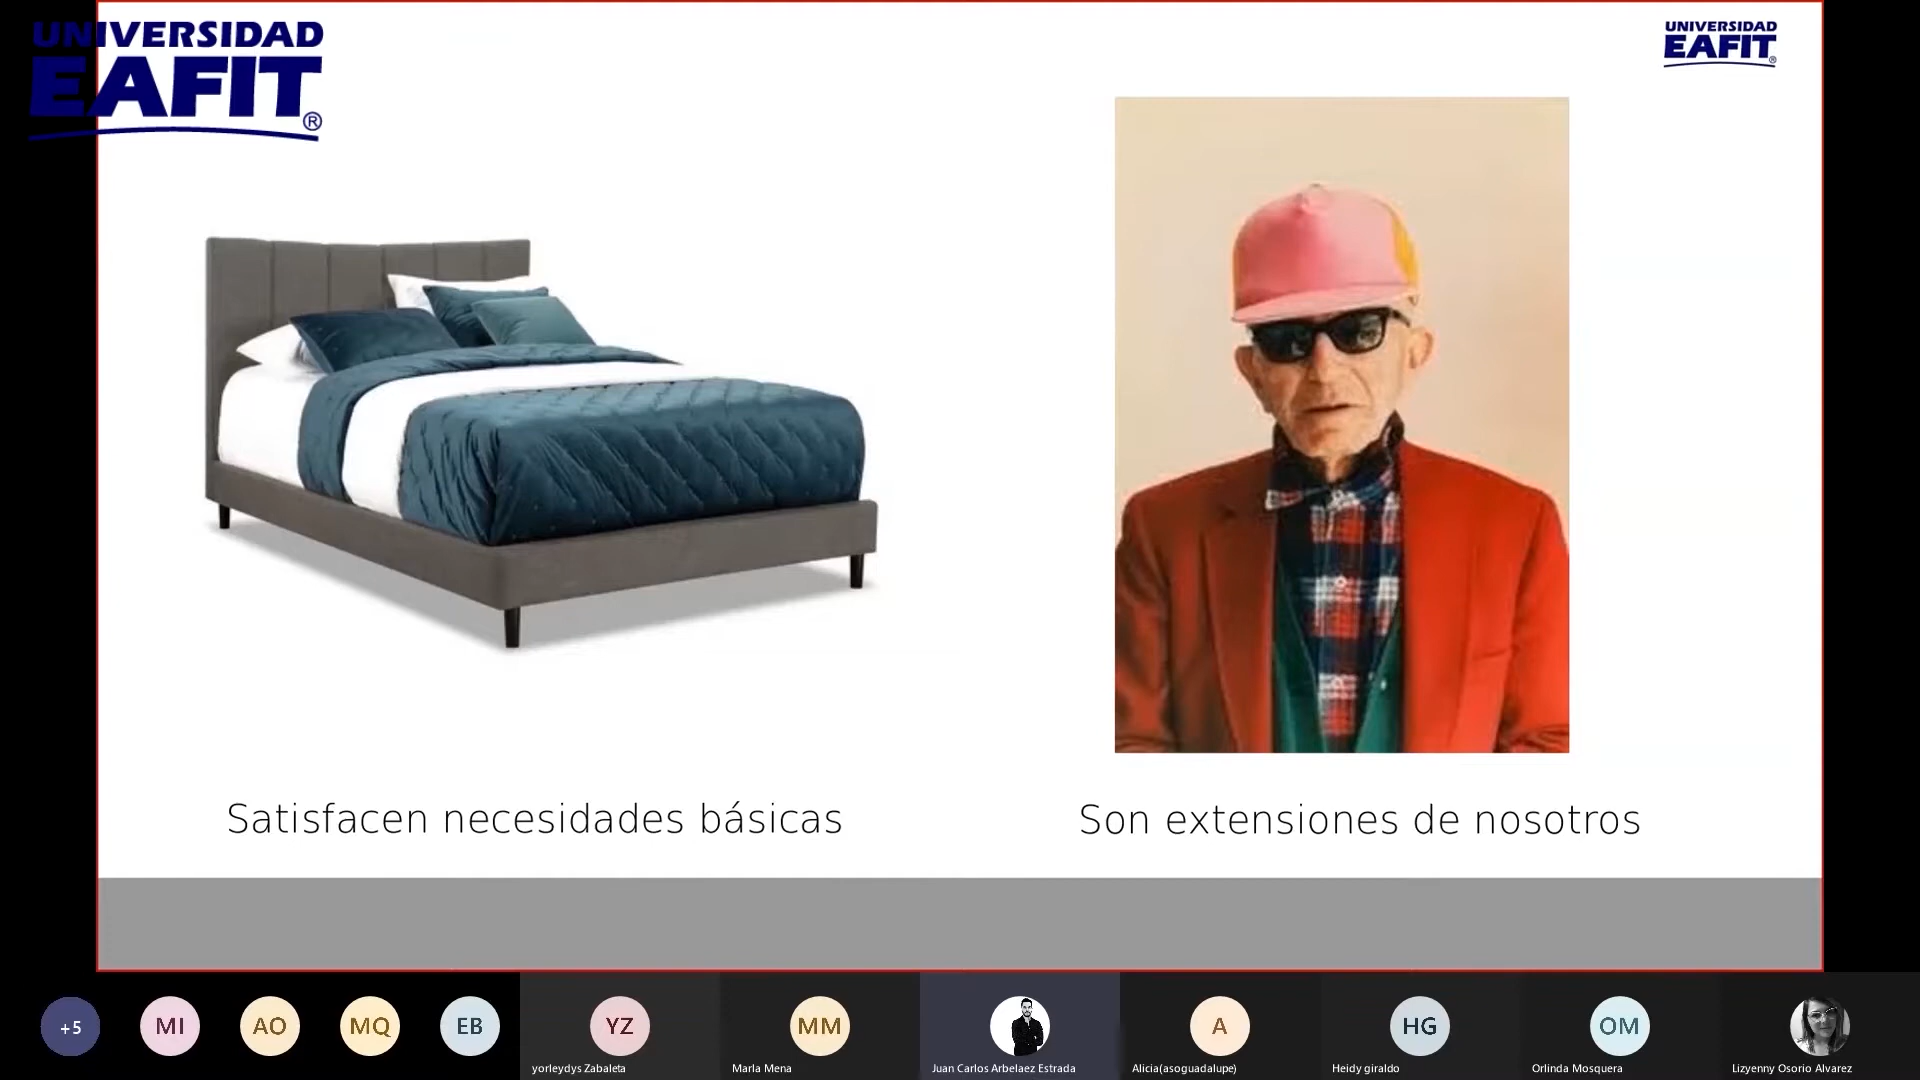 UNIVERSIDAD
EAFIT®
UNIVERSIDAD
EAFIT®
Satisfacen necesidades básicas
Son extensiones de nosotros
+5
MI
AO
MQ
EB
YZ
yorleydys Zabaleta
MM
Marla Mena
Juan Carlos Arbelaez Estrada
A
Alicia(asoguadalupe)
HG
Heidy giraldo
OM
Orlinda Mosquera
Lizyenny Osorio Alvarez